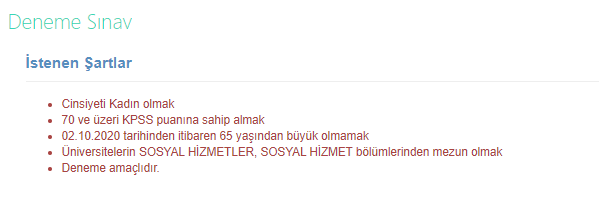 Deneme Sınav
İstenen Şartlar
• Cinsiyeti Kadın olmak
• 70 ve üzeri KPSS puanına sahip almak
• 02.10.2020 tarihinden itibaren 65 yaşından büyük olmamak
• Üniversitelerin SOSYAL HİZMETLER, SOSYAL HİZMET bölümlerinden mezun olmak
• Deneme amaçlıdır.